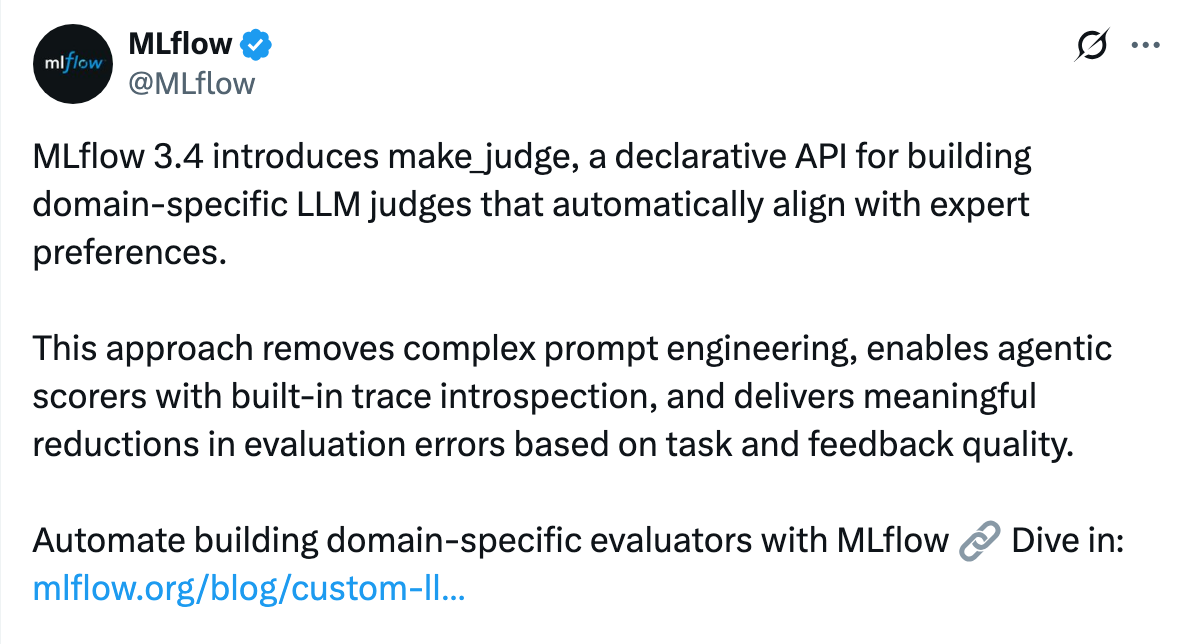 mlflow
MLflow
@MLflow
MLflow 3.4 introduces make_judge, a declarative API for building
domain-specific LLM judges that automatically align with expert
preferences.
This approach removes complex prompt engineering, enables agentic
scorers with built-in trace introspection, and delivers meaningful
reductions in evaluation errors based on task and feedback quality.
Automate building domain-specific evaluators with MLflow 🔗 Dive in:
mlflow.org/blog/custom-ll...